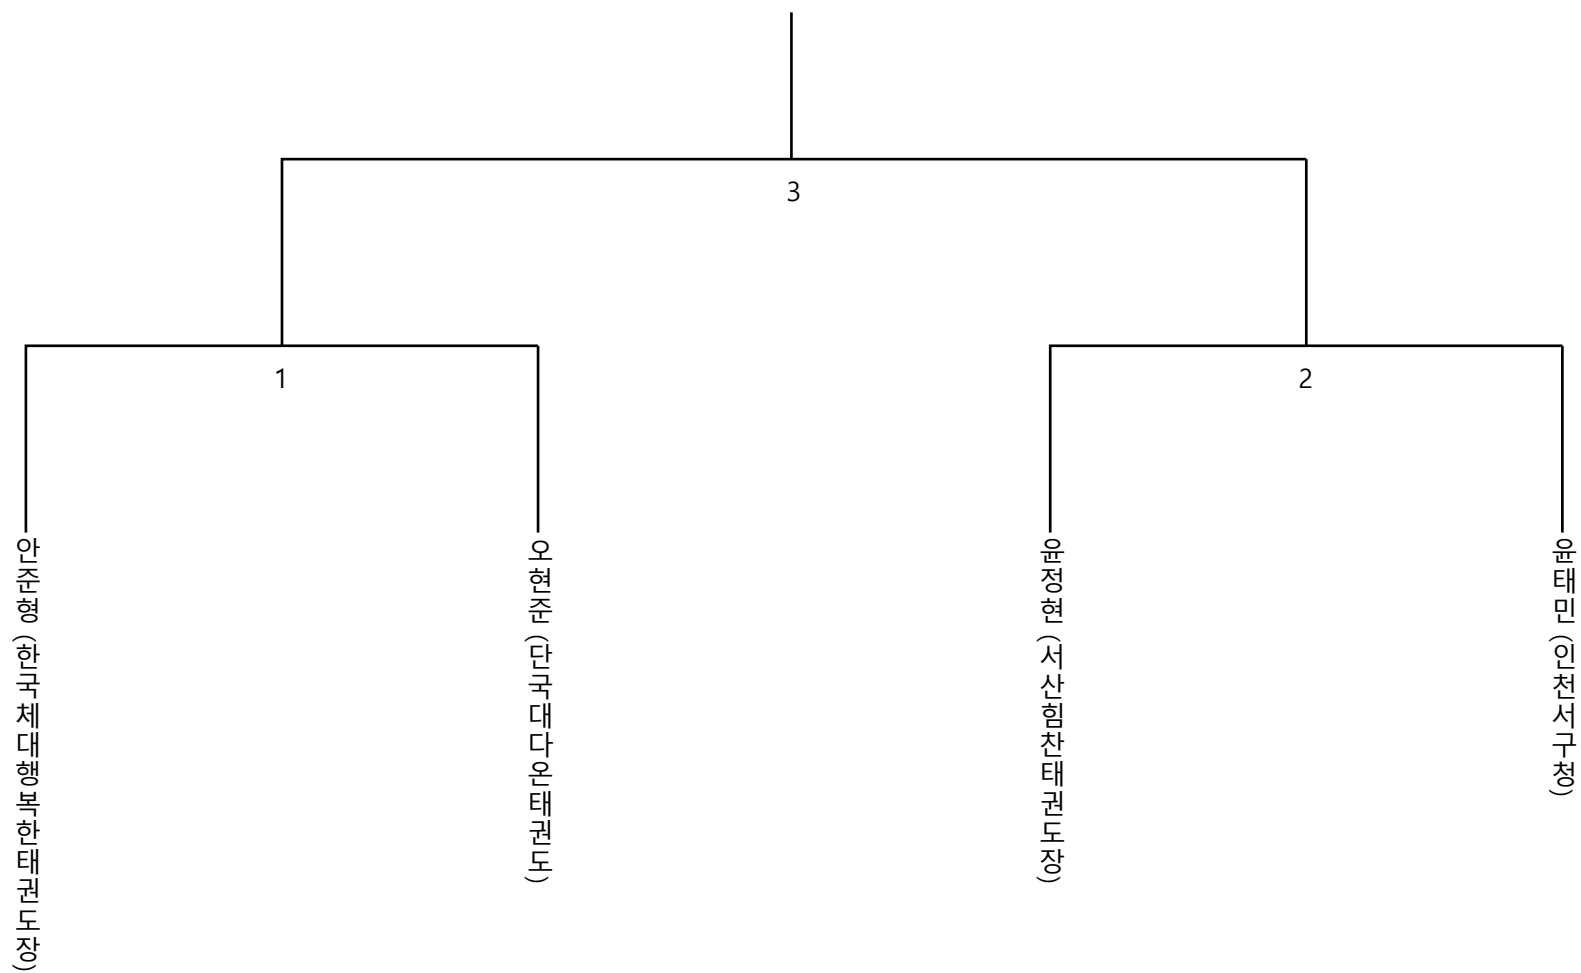 3
1
2
안준형 (한국체대행복한태권도장)
오현준 (단국대다온태권도)
윤정현 (서산힘찬태권도장)
윤태민 (인천서구청)